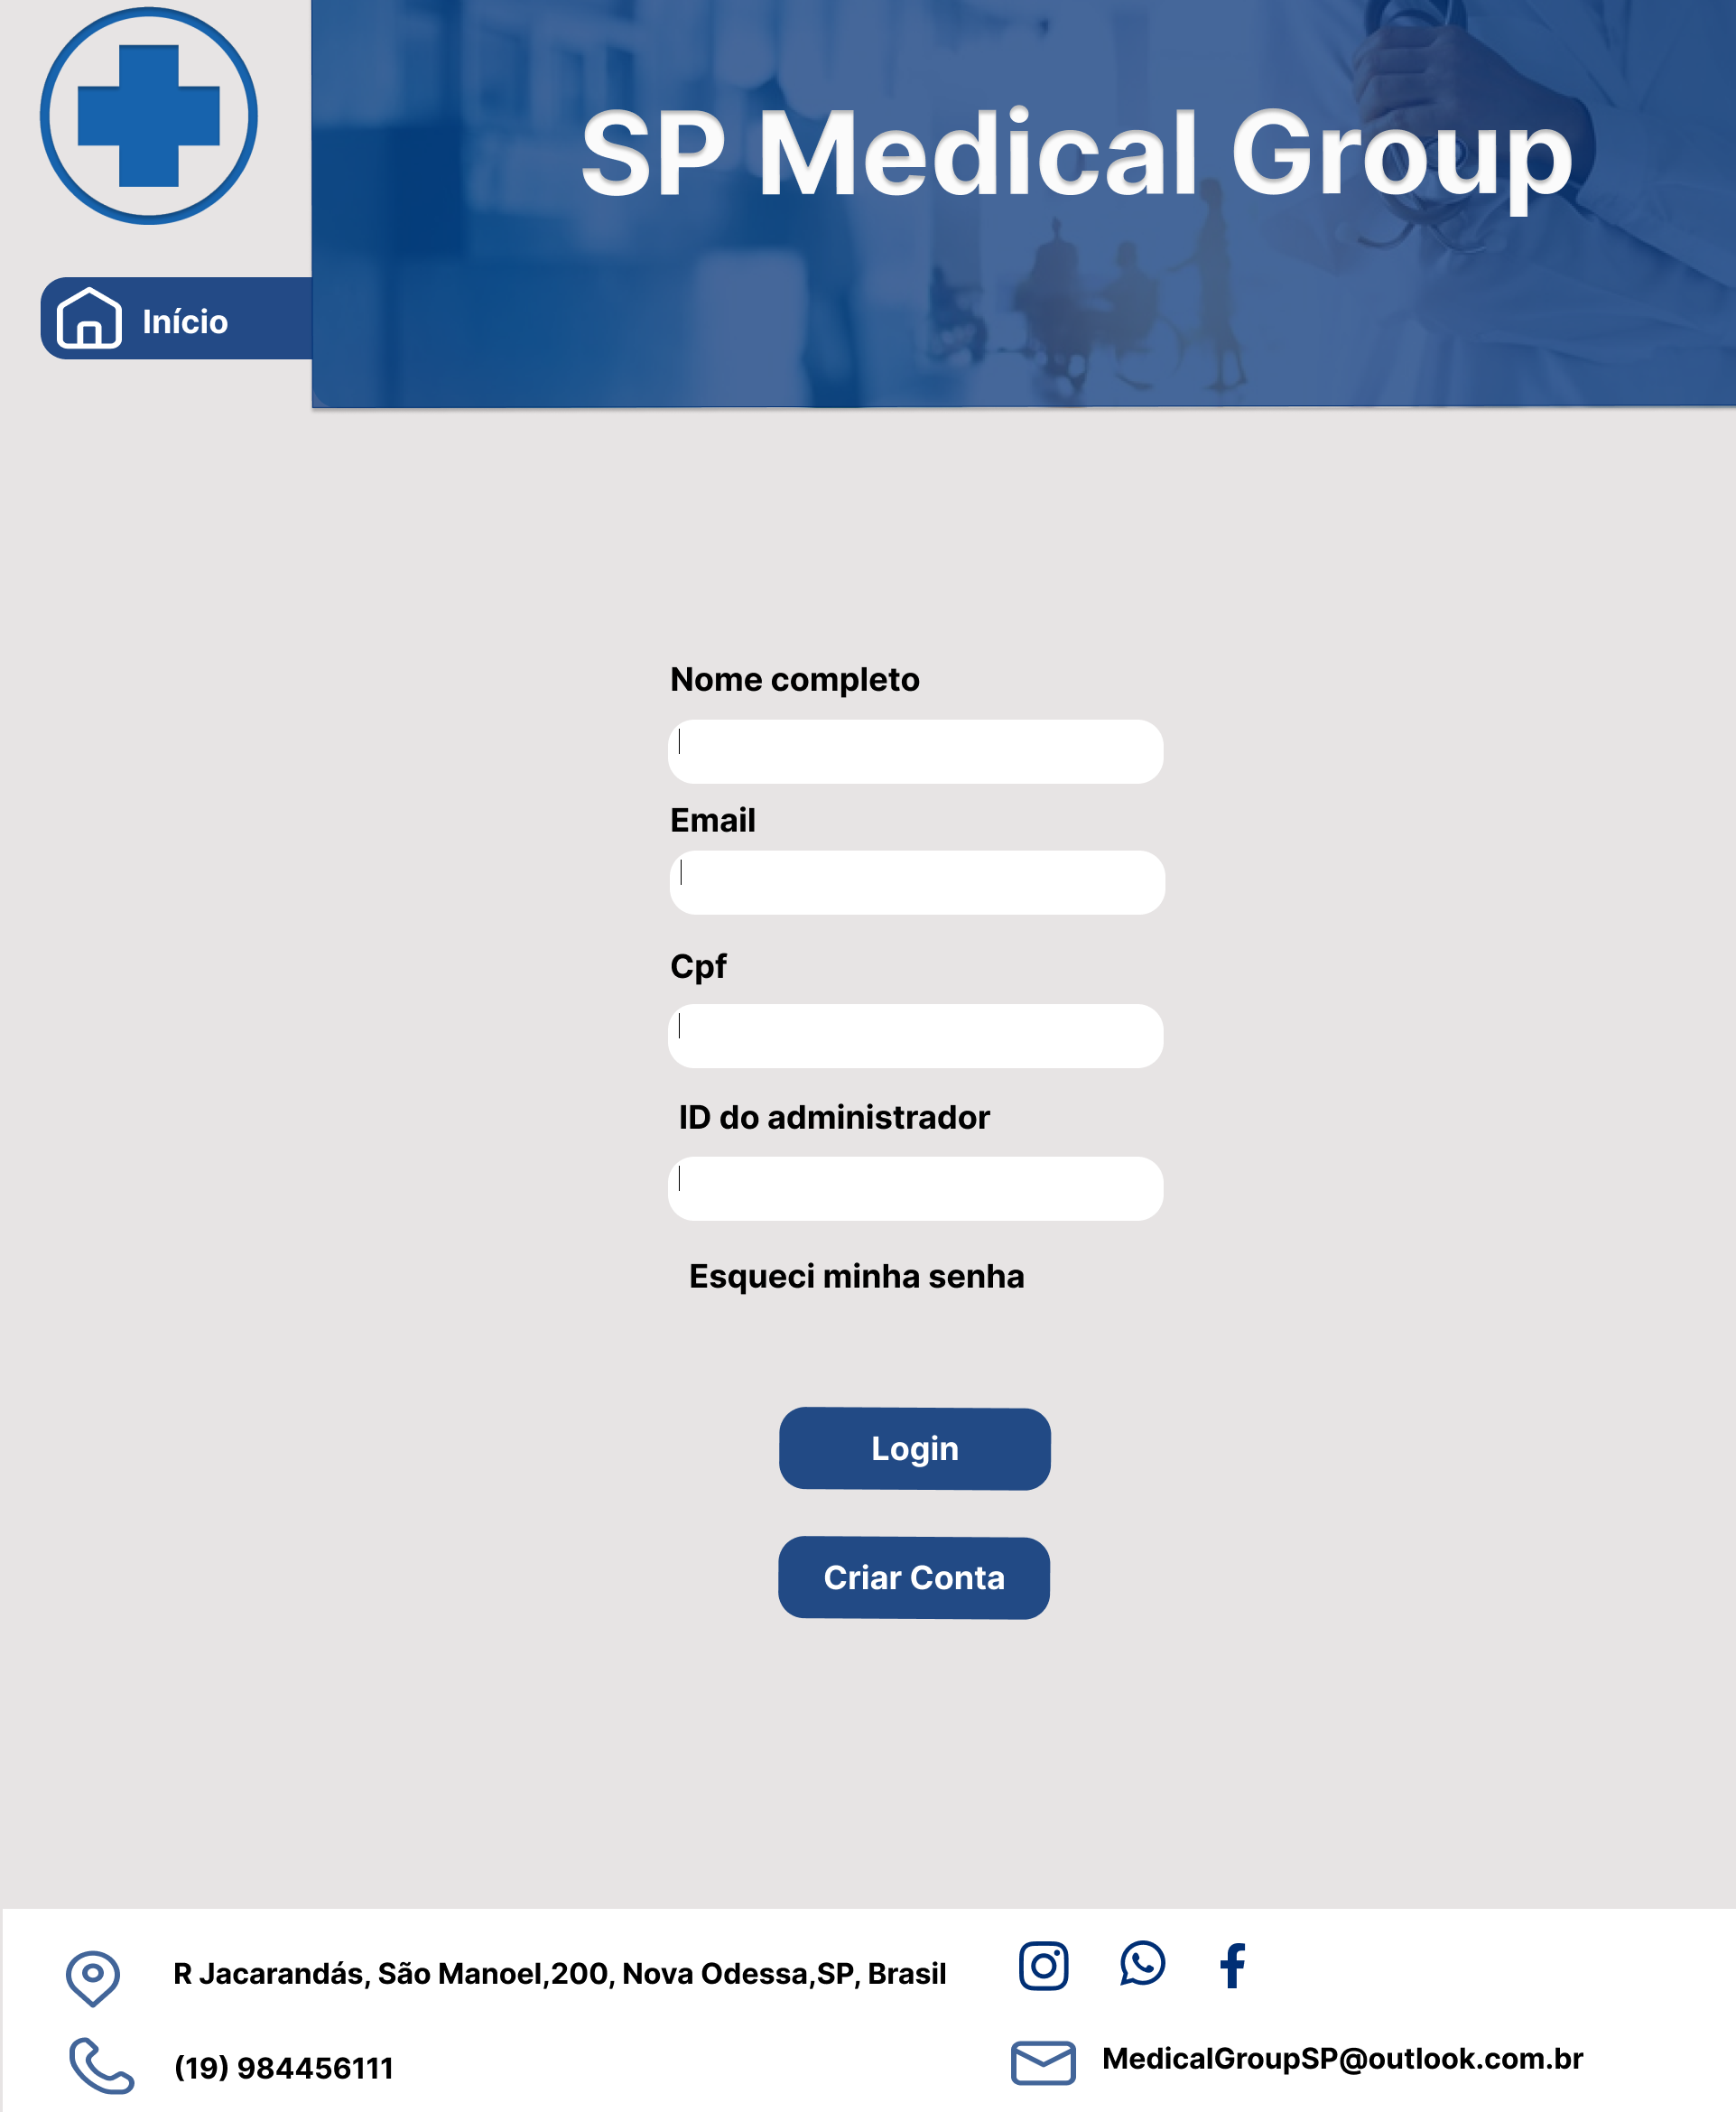 SP Medical Group
Início
Nome completo
Email
Cpf
ID do administrador
Esqueci minha senha
Login
Criar Conta
R Jacarandás, São Manoel,200, Nova Odessa,SP, Brasil
(19) 984456111
MedicalGroupSP@outlook.com.br